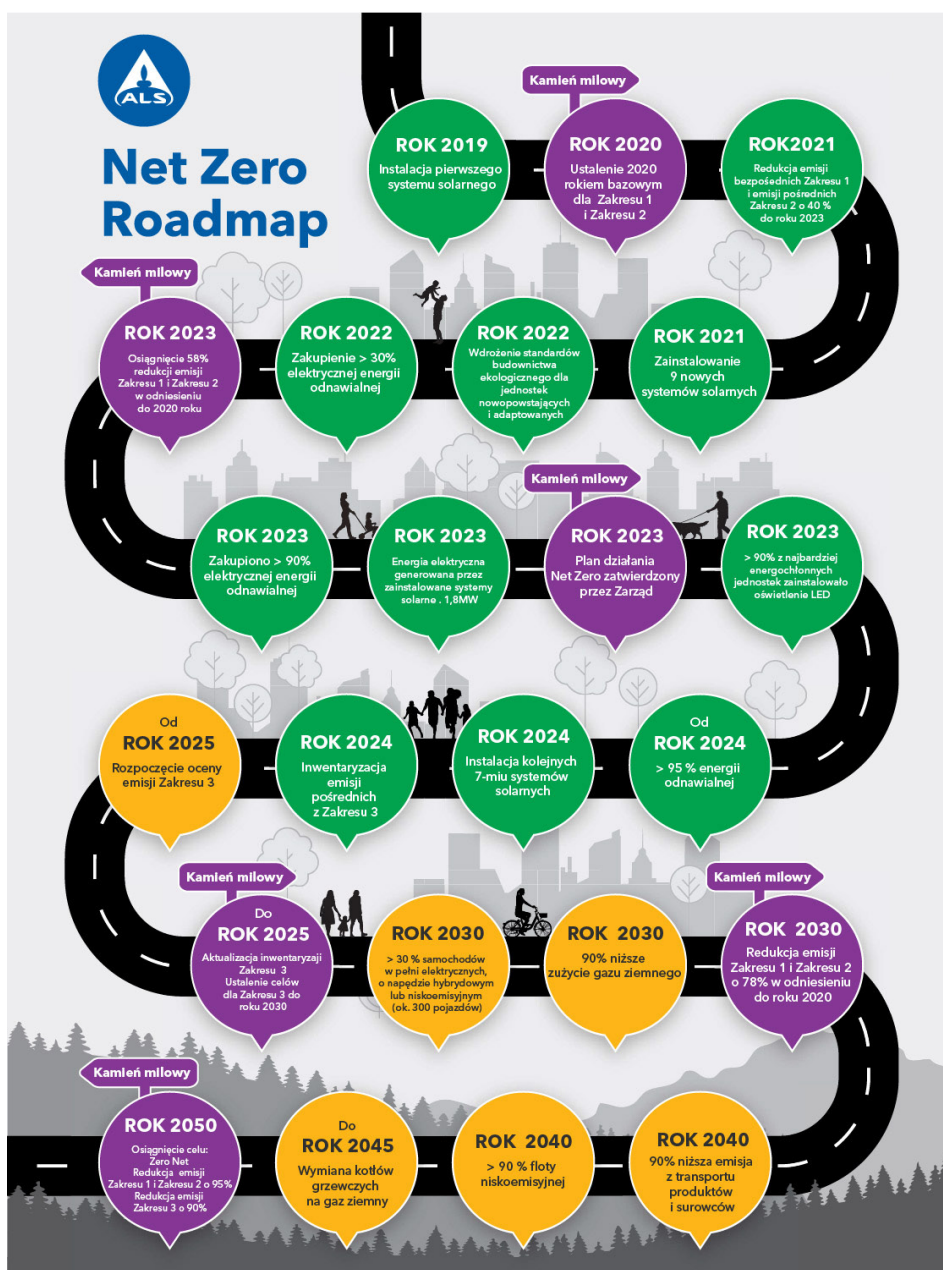 ALS
Net Zero
Roadmap
ROK 2019
Instalacja pierwszego
systemu solarnego
Kamień milowy
ROK 2020
Ustalenie 2020
rokiem bazowym
dla Zakresu 1
i Zakresu 2
ROK2021
Redukcja emisji
bezpośednich Zakresu 1
i emisji pośrednich
Zakresu 2 o 40 %
do roku 2023
ROK 2021
Zainstalowanie
9 nowych
systemów solarnych
ROK 2022
Wdrożenie standardów
budownictwa
ekologicznego dla
jednostek
nowopowstających
i adaptowanych
ROK 2022
Zakupienie > 30%
elektrycznej energii
odnawialnej
Kamień milowy
ROK 2023
Osiągnięcie 58%
redukcji emisji
Zakresu 1 i Zakresu 2
w odniesieniu
do 2020 roku
ROK 2023
Zakupiono > 90%
elektrycznej energii
odnawialnej
ROK 2023
Energia elektryczna
generowana przez
zainstalowane systemy
solarne . 1,8MW
Kamień milowy
ROK 2023
Plan działania
Net Zero zatwierdzony
przez Zarząd
ROK 2023
> 90% z najbardziej
energochłonnych
jednostek zainstalowało
oświetlenie LED
Od
ROK 2024
> 95 % energii
odnawialnej
ROK 2024
Instalacja kolejnych
7-miu systemów
solarnych
ROK 2024
Inwentaryzacja
emisji
pośrednich
z Zakresu 3
Od
ROK 2025
Rozpoczęcie oceny
emisji Zakresu 3
Kamień milowy
Do
ROK 2025
Aktualizacja inwentaryzaji
Zakresu 3
Ustalenie celów
dla Zakresu 3 do
roku 2030
ROK 2030
> 30 % samochodów
w pełni elektrycznych,
o napędzie hybrydowym
lub niskoemisyjnym
(ok. 300 pojazdów)
ROK 2030
90% niższe
zużycie gazu ziemnego
Kamień milowy
ROK 2030
Redukcja emisji
Zakresu 1 i Zakresu 2
o 78% w odniesieniu
do roku 2020
ROK 2040
90% niższa emisja
z transportu
produktów
i surowców
ROK 2040
> 90 % floty
niskoemisyjnej
Do
ROK 2045
Wymiana kotłów
grzewczych
na gaz ziemny
Kamień milowy
ROK 2050
Osiągnięcie celu:
Zero Net
Redukcja emisji
Zakresu 1 i Zakresu 2 o 95%
Redukcja emisji
Zakresu 3 o 90%